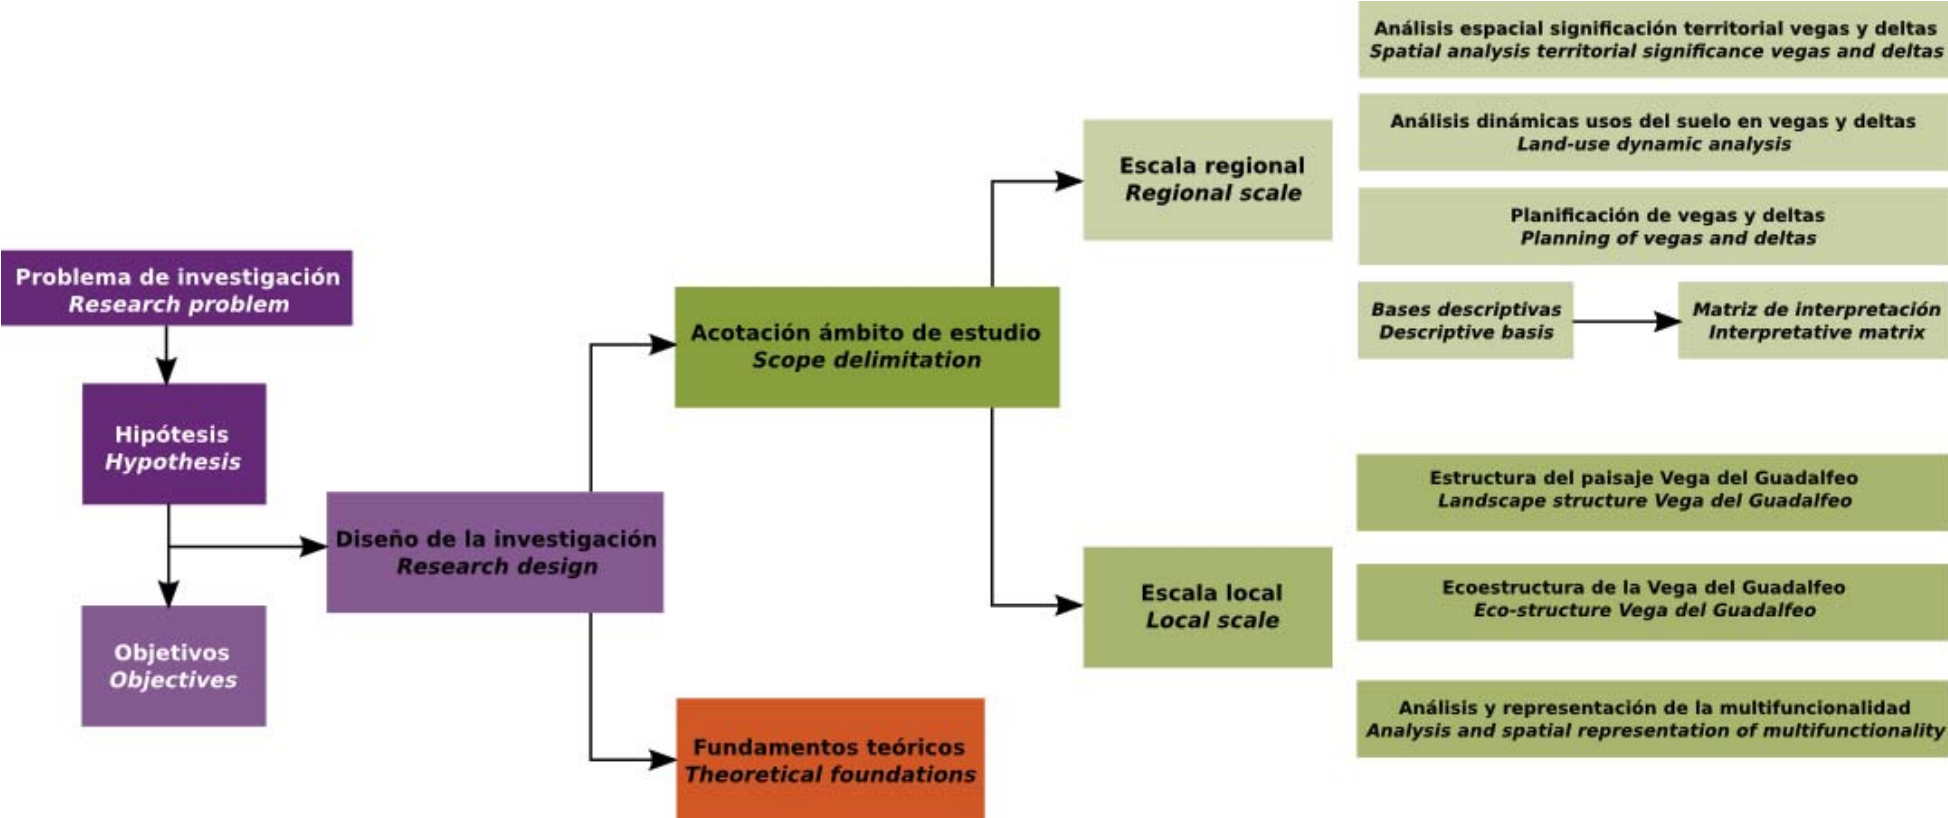 Problema de investigación
Research problem
Hipótesis
Hypothesis
Objetivos
Objectives
Diseño de la investigación
Research design
Acotación ámbito de estudio
Scope delimitation
Fundamentos teóricos
Theoretical foundations
Escala regional
Regional scale
Análisis espacial significación territorial vegas y deltas
Spatial analysis territorial significance vegas and deltas
Análisis dinámicas usos del suelo en vegas y deltas
Land-use dynamic analysis
Planificación de vegas y deltas
Planning of vegas and deltas
Bases descriptivas
Descriptive basis
Matriz de interpretación
Interpretative matrix
Escala local
Local scale
Estructura del paisaje Vega del Guadalfeo
Landscape structure Vega del Guadalfeo
Ecoestructura de la Vega del Guadalfeo
Eco-structure Vega del Guadalfeo
Análisis y representación de la multifuncionalidad
Analysis and spatial representation of multifunctionality